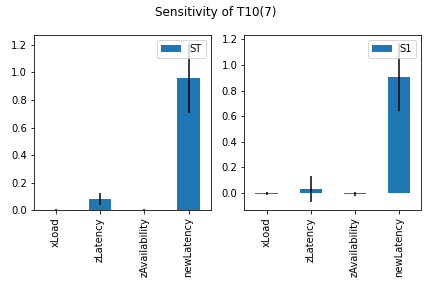 Sensitivity of T10(7)
ST
1.2
1.0
0.8
0.6
0.4
0.2
0.0
xLoad
zLatency
zAvailability
newLatency
S1
1.2
1.0
0.8
0.6
0.4
0.2
0.0
xLoad
zLatency
zAvailability
newLatency